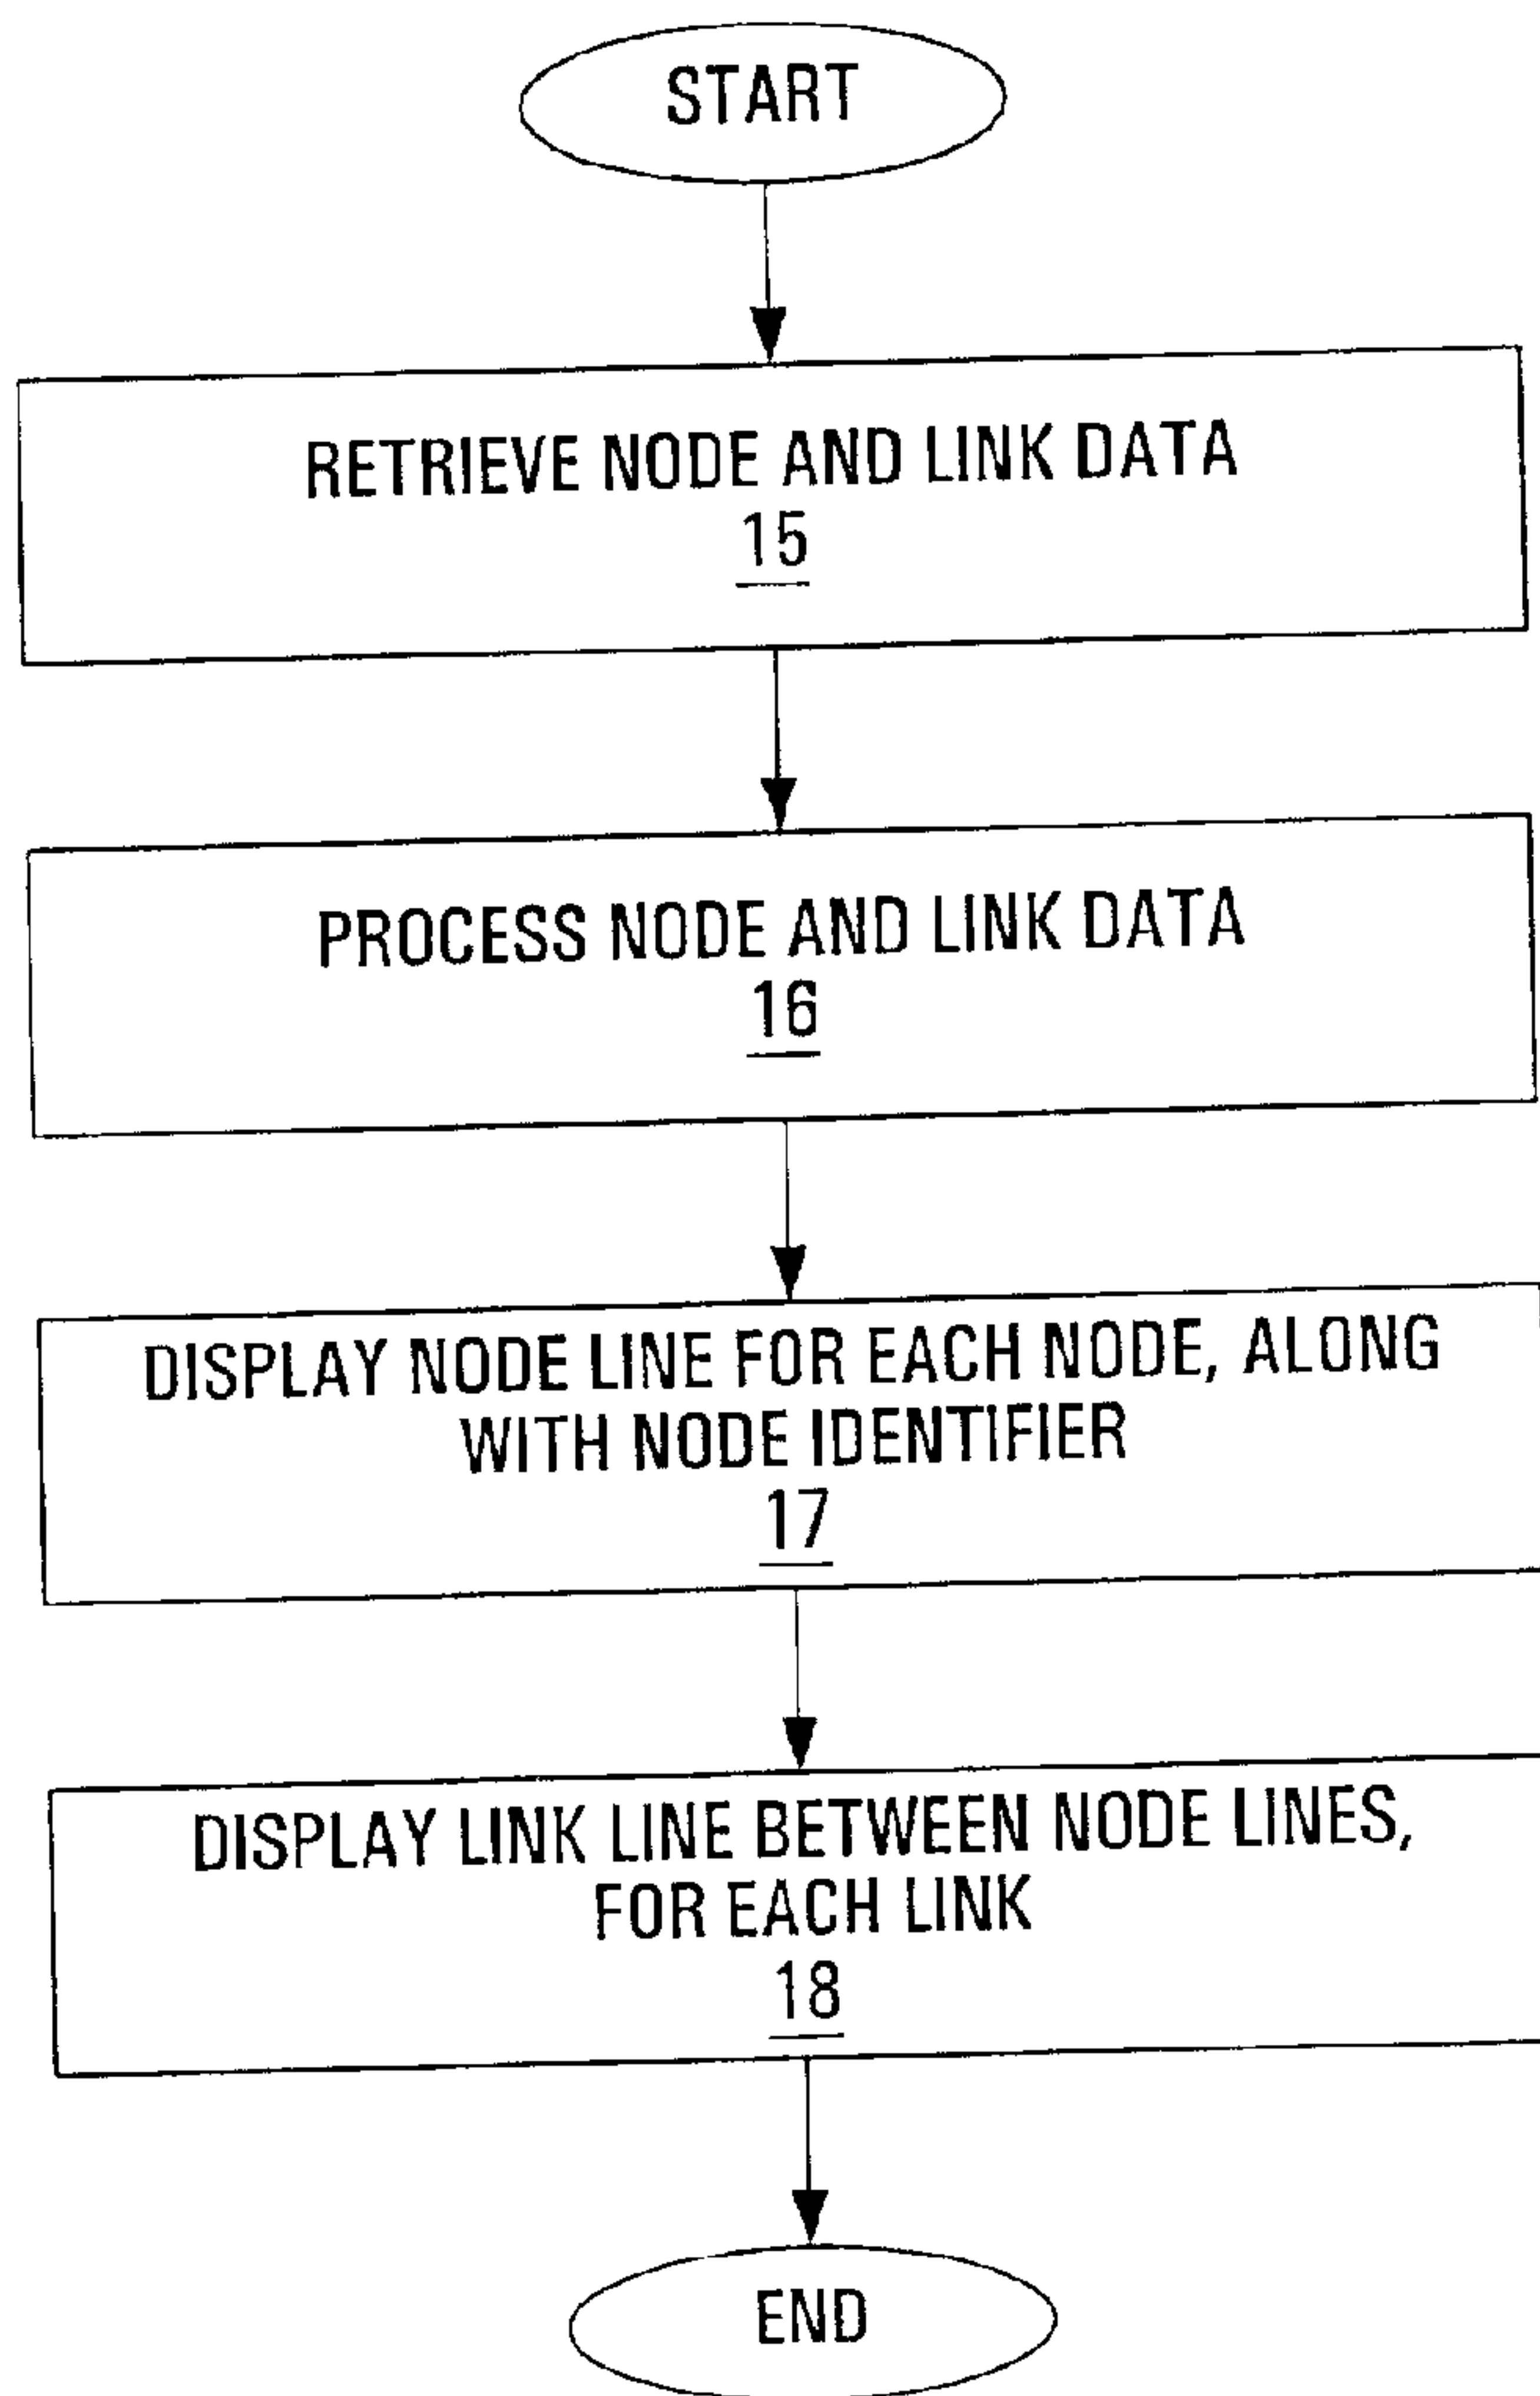 START
RETRIEVE NODE AND LINK DATA
15
PROCESS NODE AND LINK DATA
16
DISPLAY NODE LINE FOR EACH NODE, ALONG
WITH NODE IDENTIFIER
17
DISPLAY LINK LINE BETWEEN NODE LINES,
FOR EACH LINK
18
END